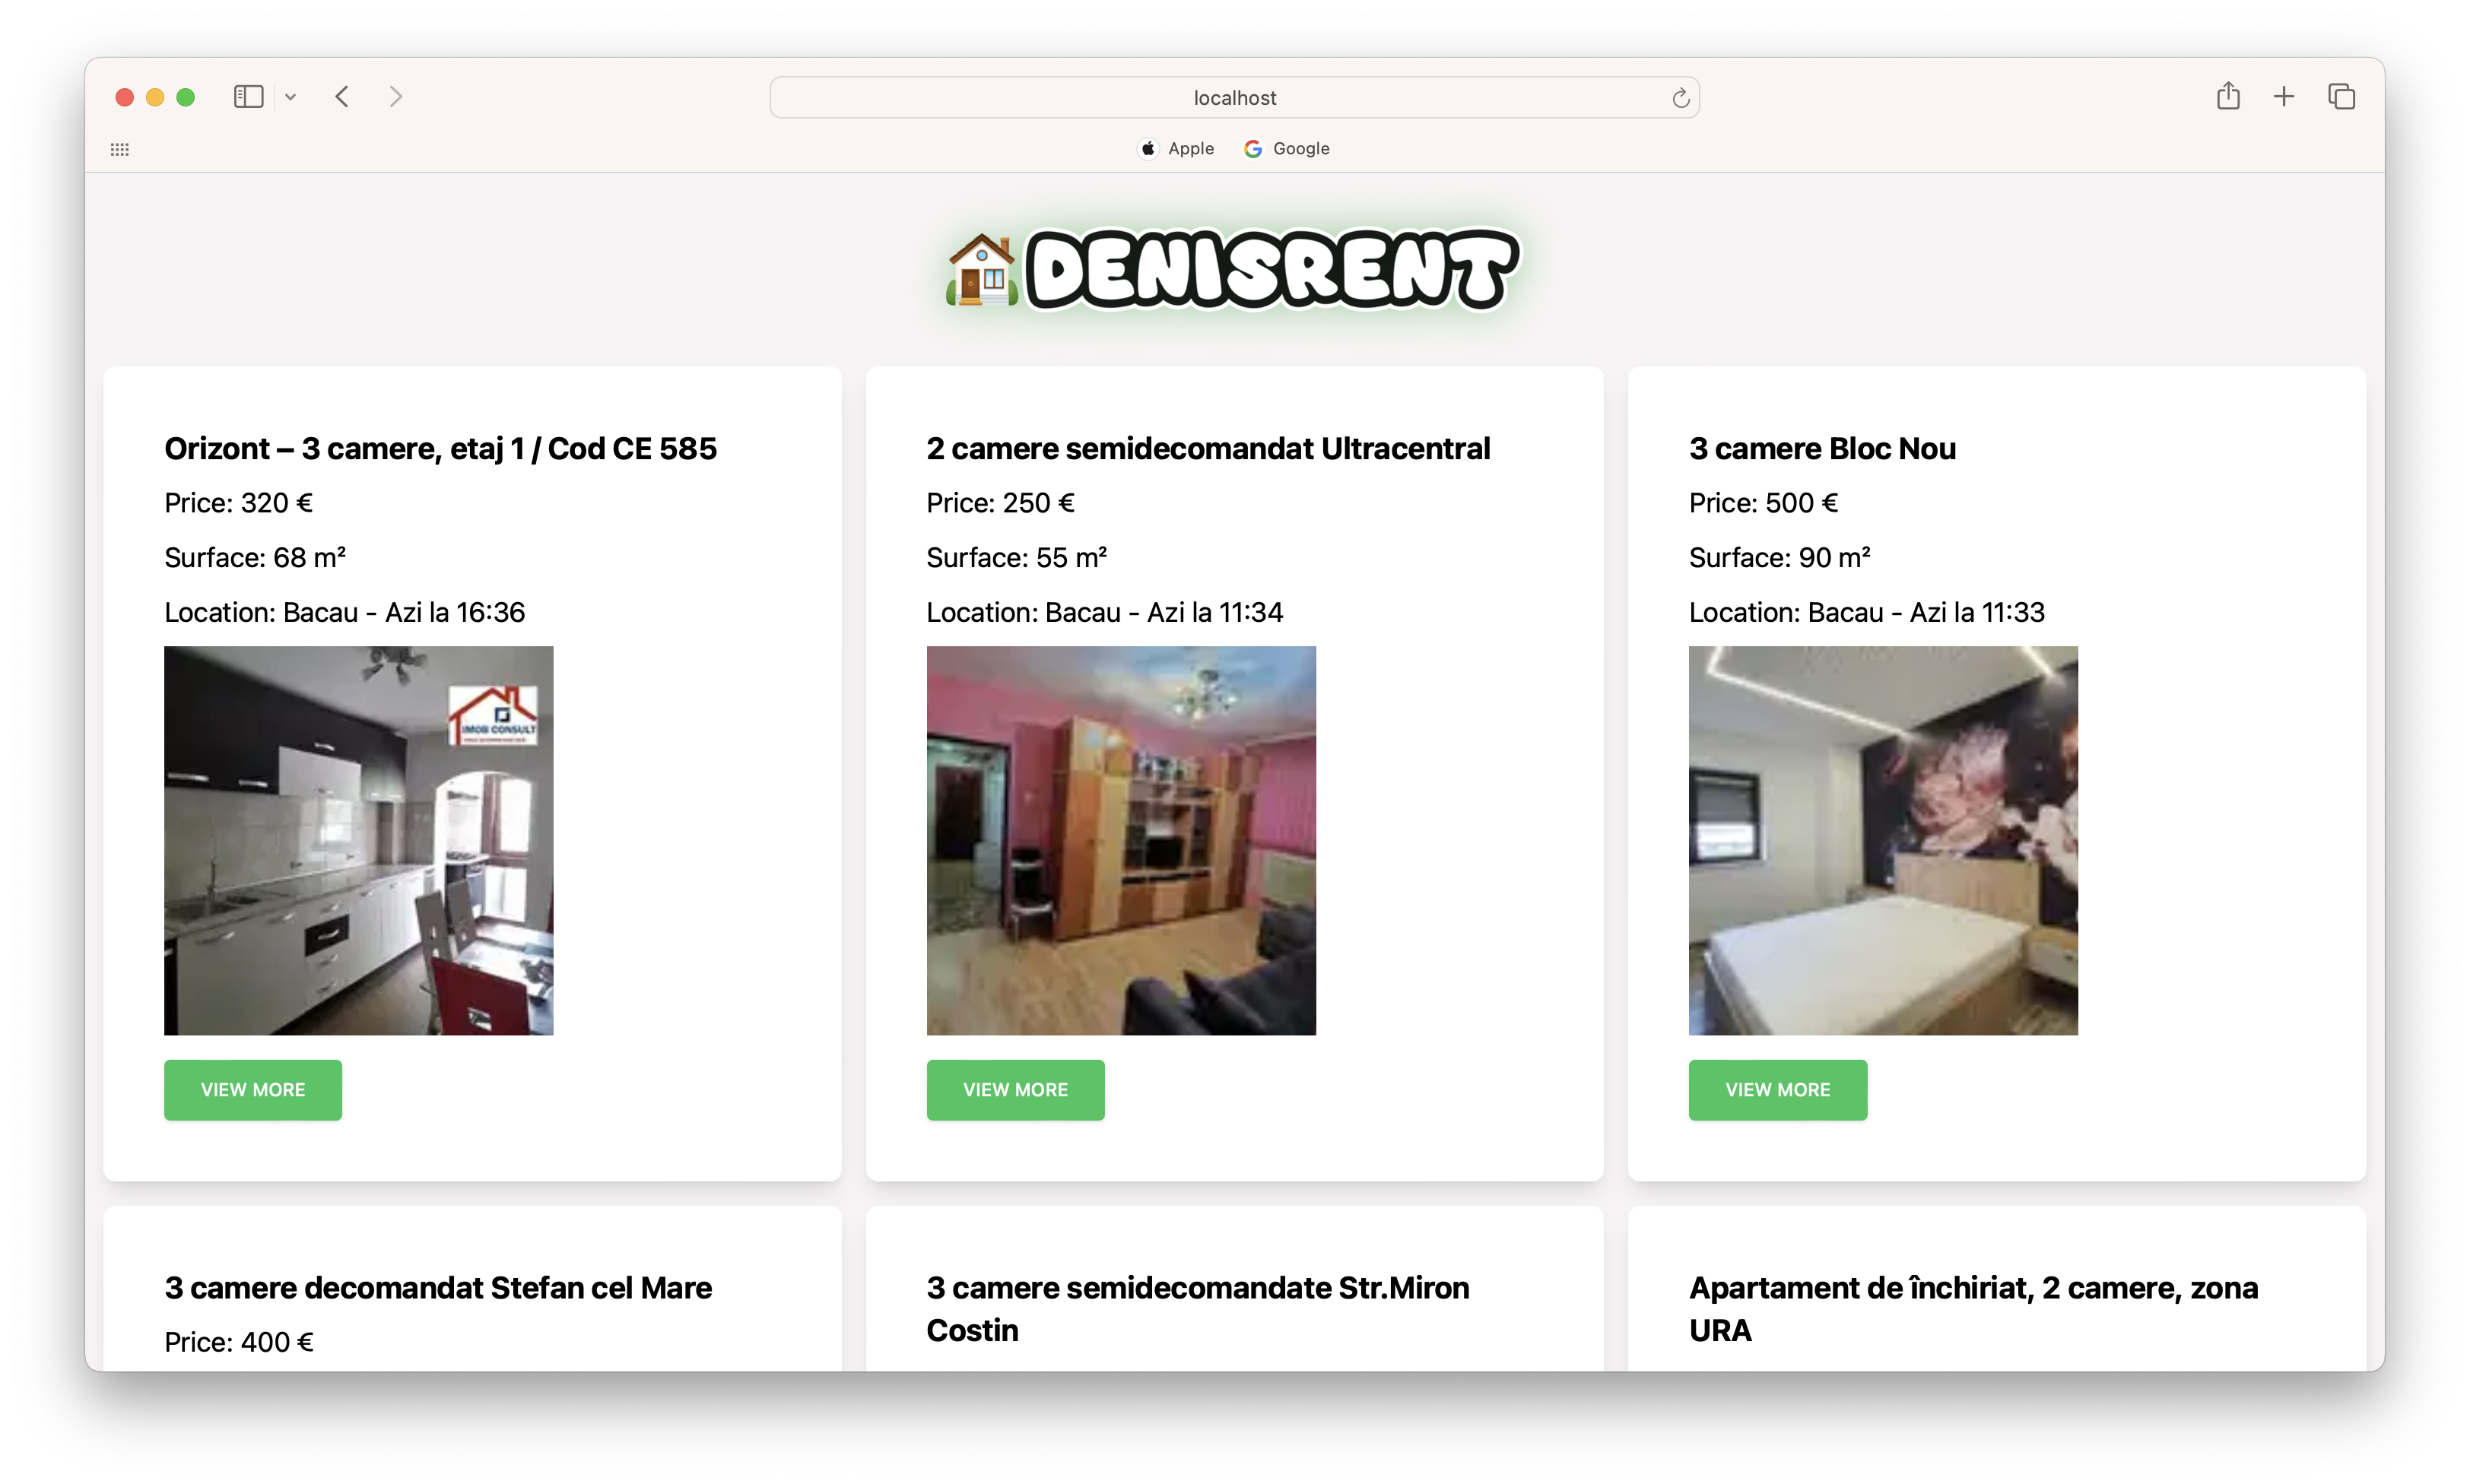 localhost
Apple
Google
DENISRENT
Orizont – 3 camere, etaj 1 / Cod CE 585
Price: 320 €
Surface: 68 m²
Location: Bacau - Azi la 16:36
IMOB CONSULT
VIEW MORE
2 camere semidecomandat Ultracentral
Price: 250 €
Surface: 55 m²
Location: Bacau - Azi la 11:34
VIEW MORE
3 camere Bloc Nou
Price: 500 €
Surface: 90 m²
Location: Bacau - Azi la 11:33
VIEW MORE
3 camere decomandat Stefan cel Mare
Price: 400 €
3 camere semidecomandate Str.Miron
Costin
Apartament de închiriat, 2 camere, zona
URA